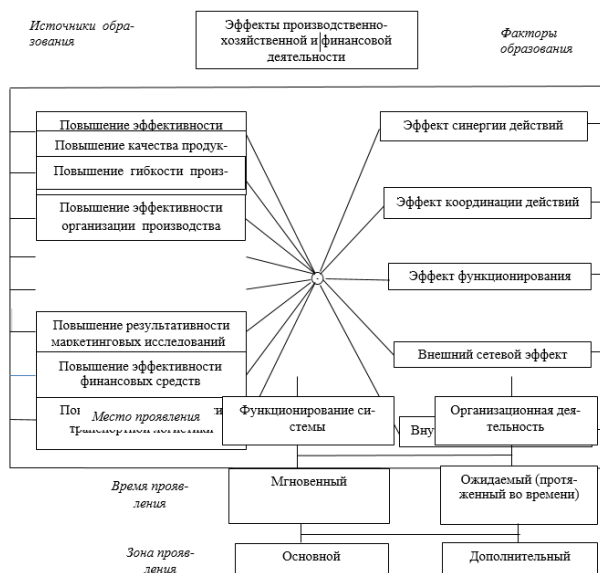 Источники обра-
зования
Эффекты производственно-
хозяйственной и финансовой
деятельности
Факторы
образования
Повышение эффективности
Повышение качества продук-
Повышение гибкости произ-
Повышение эффективности
организации производства
Повышение результативности
маркетинговых исследований
Повышение эффективности
финансовых средств
транспортной логистики
Эффект синергии действий
Эффект координации действий
Эффект функционирования
Внешний сетевой эффект
Место проявления
Функционирование си-
стемы
Организационная дея-
тельность
Время прояв-
ления
Мгновенный
Ожидаемый (протя-
женный во времени)
Зона прояв-
ления
Основной
Дополнительный